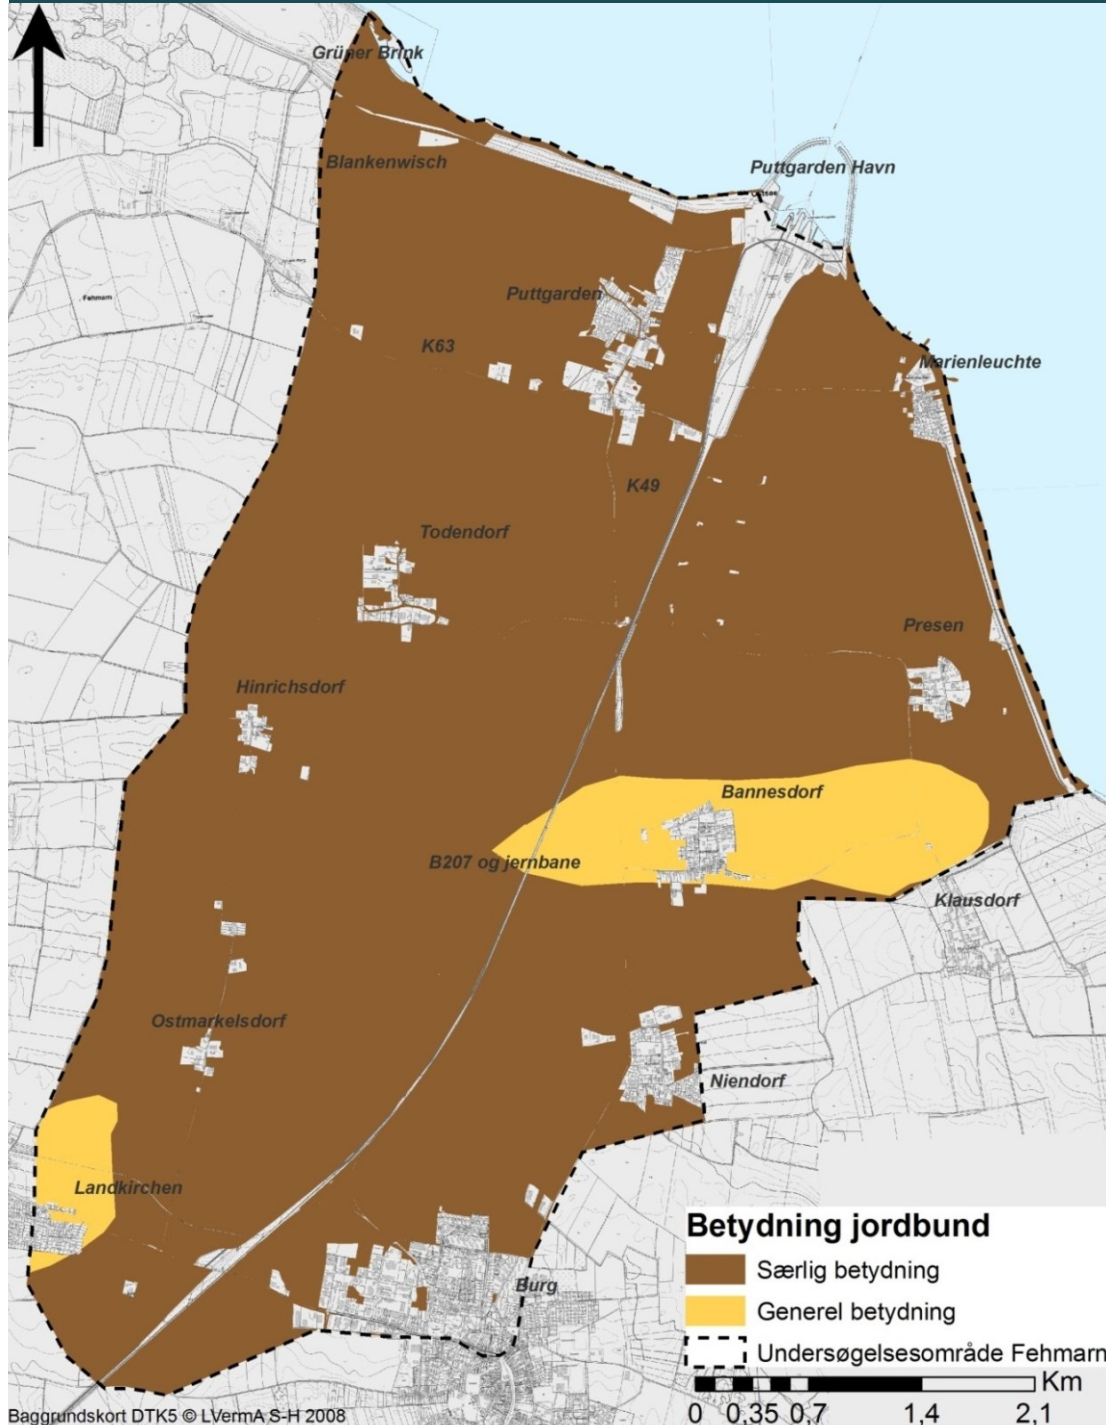 Grüner Brink
Blankenwisch
Puttgarden Havn
Puttgarden
K63
Marienleuchte
K49
Todendorf
Presen
Hinrichsdorf
Bannesdorf
B207 og jernbane
Klausdorf
Ostmarkelsdorf
Niendorf
Landkirchen
Burg
Fehmarn
Betydning jordbund
Særlig betydning
Generel betydning
Undersøgelsesområde Fehmarn
Km
0 0,35 0,7 1,4 2,1
Baggrundskort DTK5 © LVermA S-H 2008